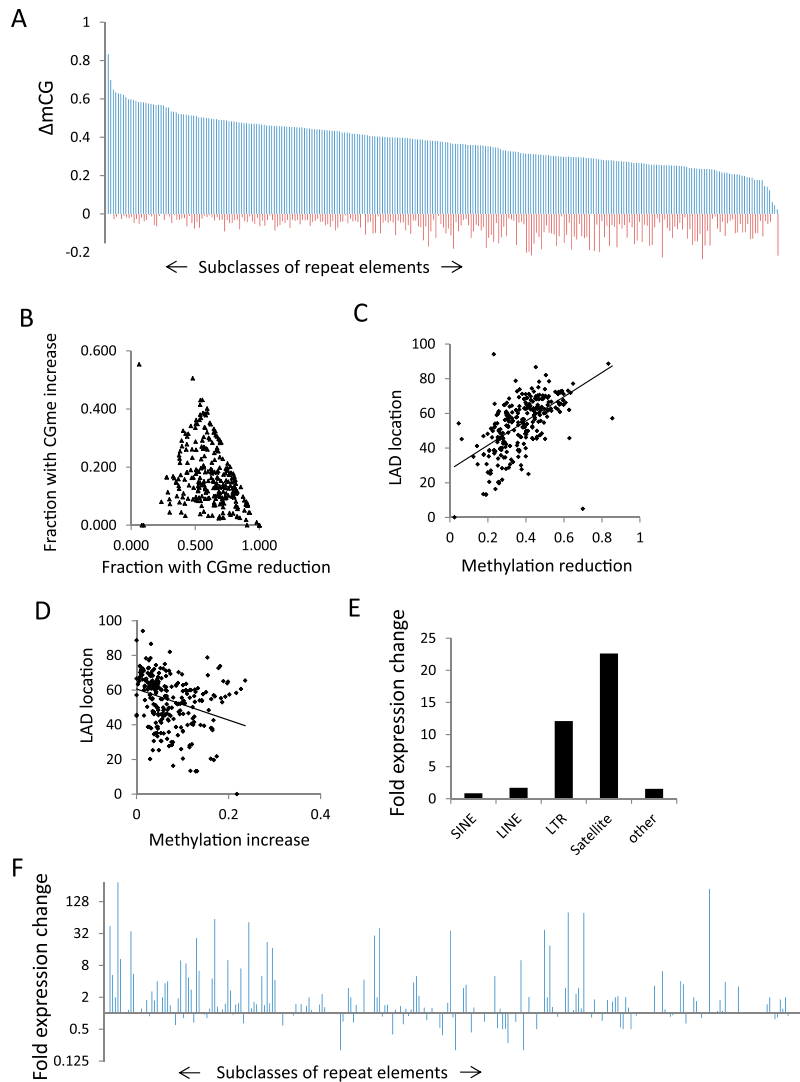 A
1
0.8
0.6
0.4
0.2
0
-0.2
ΔmCG
← Subclasses of repeat elements →
B
0.600
0.400
0.200
0.000
Fraction with CGme increase
0.000 0.500 1.000
Fraction with CGme reduction
C
100
80
60
40
20
0
LAD location
0 0.2 0.4 0.6 0.8 1
Methylation reduction
D
100
80
60
40
20
0
LAD location
0 0.2 0.4
Methylation increase
E
25
20
15
10
5
0
Fold expression change
SINE LINE LTR Satellite other
F
128
32
8
2
0.5
0.125
Fold expression change
← Subclasses of repeat elements →